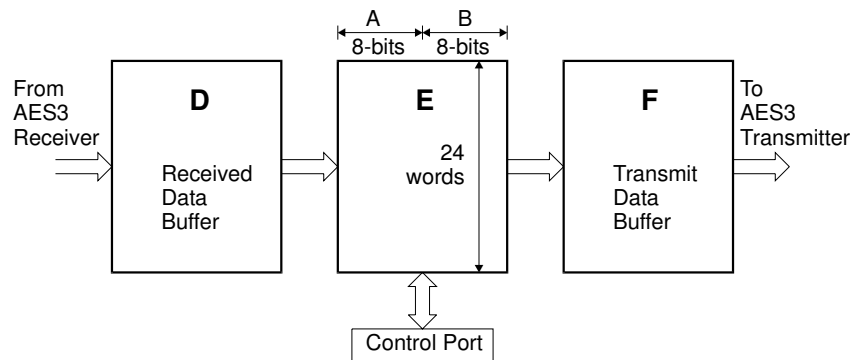 A B
8-bits 8-bits
From
AES3
Receiver
D
Received
Data
Buffer
E
24
words
F
Transmit
Data
Buffer
To
AES3
Transmitter
Control Port